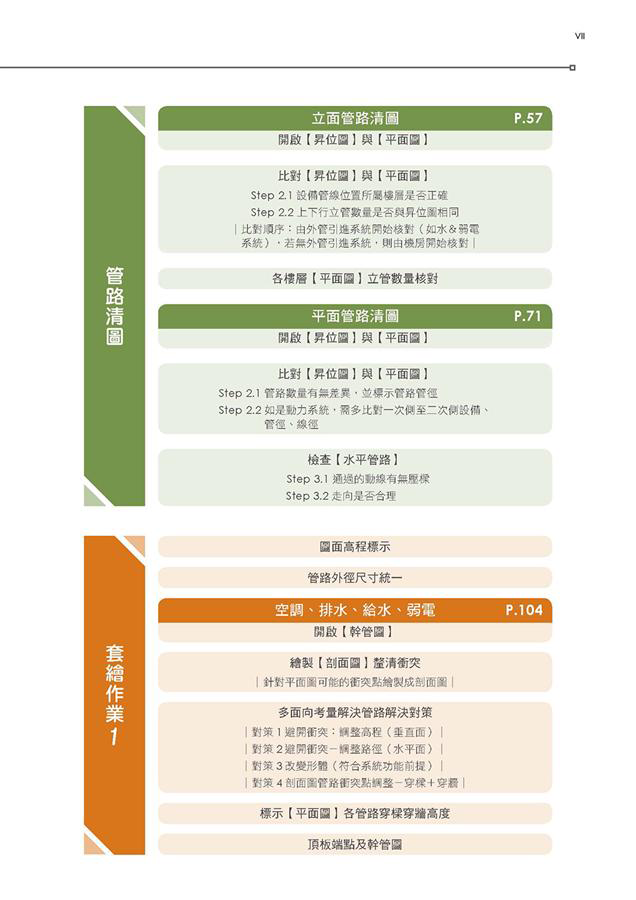 VII
管路清圖
立面管路清圖 P.57
開啟【昇位圖】與【平面圖】
比對【昇位圖】與【平面圖】
Step 2.1 設備管線位置所屬樓層是否正確
Step 2.2 上下行立管數量是否與昇位圖相同
｜比對順序：由外管引進系統開始核對（如水＆弱電
系統），若無外管引進系統，則由機房開始核對｜
各樓層【平面圖】立管數量核對
平面管路清圖 P.71
開啟【昇位圖】與【平面圖】
比對【昇位圖】與【平面圖】
Step 2.1 管路數量有無差異，並標示管路管徑
Step 2.2 如是動力系統，需多比對一次側至二次側設備、
管徑、線徑
檢查【水平管路】
Step 3.1 通過的動線有無壓樑
Step 3.2 走向是否合理
套繪作業1
圖面高程標示
管路外徑尺寸統一
空調、排水、給水、弱電 P.104
開啟【幹管圖】
繪製【剖面圖】釐清衝突
｜針對平面圖可能的衝突點繪製成剖面圖｜
多面向考量解決管路解決對策
｜對策 1 避開衝突：調整高程（垂直面）｜
｜對策 2 避開衝突－調整路徑（水平面）｜
｜對策 3 改變形體（符合系統功能前提）｜
｜對策 4 剖面圖管路衝突點調整－穿樑＋穿牆｜
標示【平面圖】各管路穿樑穿牆高度
頂板端點及幹管圖